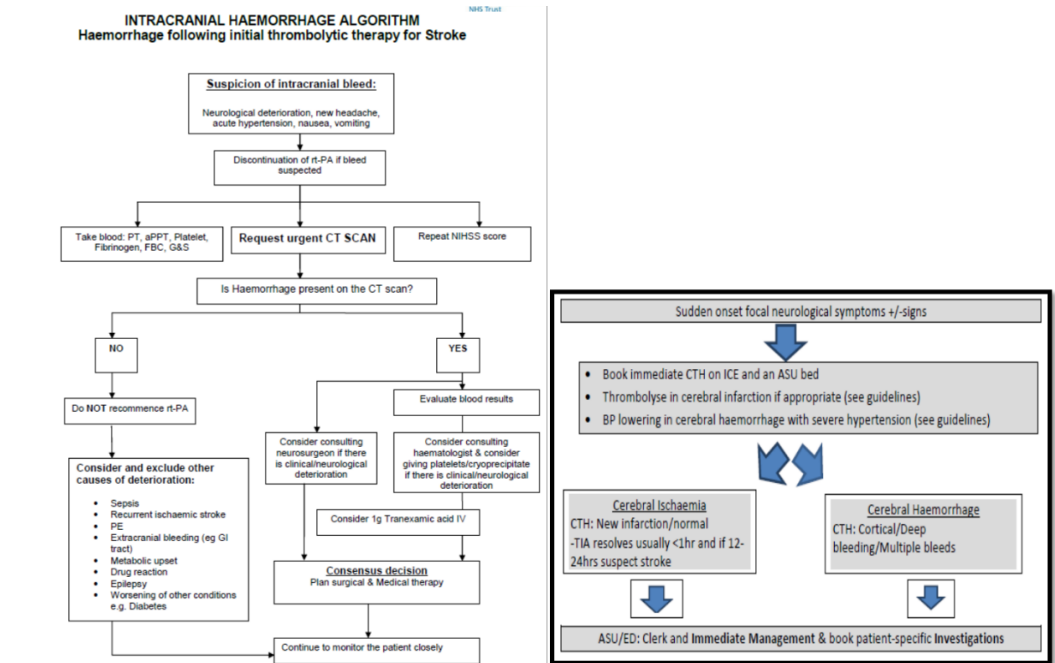 NHS Trust
INTRACRANIAL HAEMORRHAGE ALGORITHM
Haemorrhage following initial thrombolytic therapy for Stroke
Suspicion of intracranial bleed:
Neurological deterioration, new headache,
acute hypertension, nausea, vomiting
Discontinuation of rt-PA if bleed
suspected
Take blood: PT, aPPT, Platelet,
Fibrinogen, FBC, G&S
Request urgent CT SCAN
Repeat NIHSS score
Is Haemorrhage present on the CT scan?
NO
YES
Do NOT recommence rt-PA
Evaluate blood results
Consider consulting
neurosurgeon if there
is clinical/neurological
deterioration
Consider consulting
haematologist & consider
giving platelets/cryoprecipitate
if there is clinical/neurological
deterioration
Consider and exclude other
causes of deterioration:
• Sepsis
• Recurrent ischaemic stroke
• PE
• Extracranial bleeding (eg GI
tract)
• Metabolic upset
• Drug reaction
• Epilepsy
• Worsening of other conditions
e.g. Diabetes
Consider 1g Tranexamic acid IV
Consensus decision
Plan surgical & Medical therapy
Continue to monitor the patient closely
Sudden onset focal neurological symptoms +/-signs
• Book immediate CTH on ICE and an ASU bed
• Thrombolyse in cerebral infarction if appropriate (see guidelines)
• BP lowering in cerebral haemorrhage with severe hypertension (see guidelines)
Cerebral Ischaemia
CTH: New infarction/normal
-TIA resolves usually <1hr and if 12-
24hrs suspect stroke
Cerebral Haemorrhage
CTH: Cortical/Deep
bleeding/Multiple bleeds
ASU/ED: Clerk and Immediate Management & book patient-specific Investigations